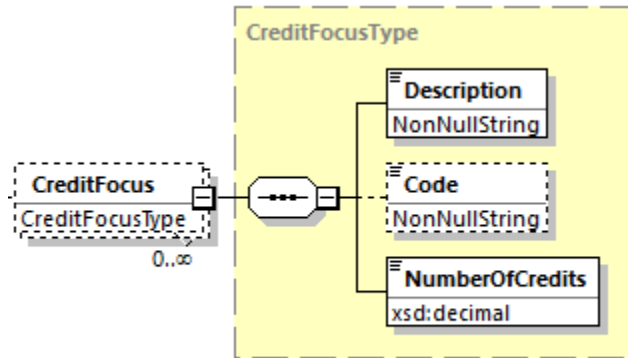 CreditFocusType
Description
NonNullString
CreditFocus
CreditFocusType
0..∞
Code
NonNullString
NumberOfCredits
xsd:decimal